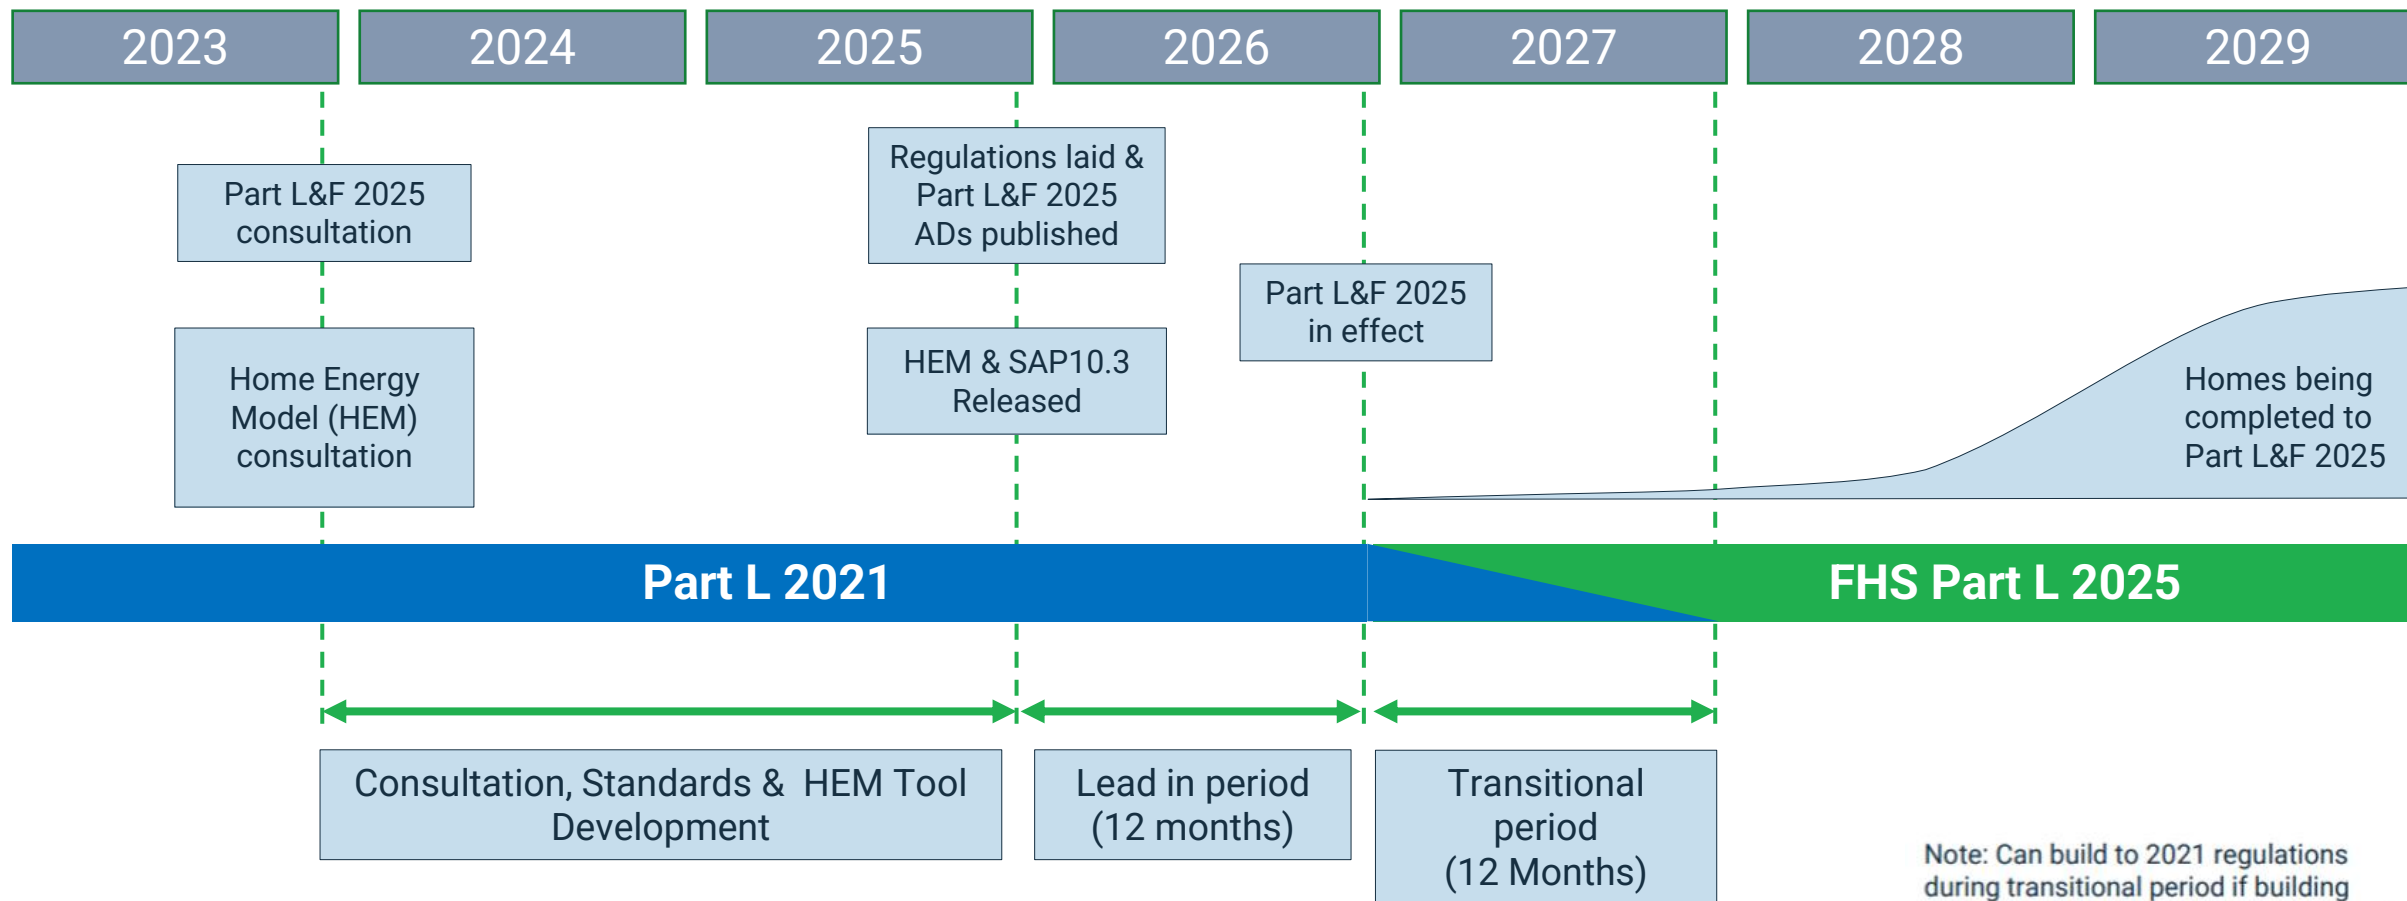 2023
2024
2025
2026
2027
2028
2029
Part L&F 2025
consultation
Home Energy
Model (HEM)
consultation
Regulations laid &
Part L&F 2025
ADs published
HEM & SAP10.3
Released
Part L&F 2025
in effect
Homes being
completed to
Part L&F 2025
Part L 2021
FHS Part L 2025
Consultation, Standards & HEM Tool
Development
Lead in period
(12 months)
Transitional
period
(12 Months)
Note: Can build to 2021 regulations
during transitional period if building